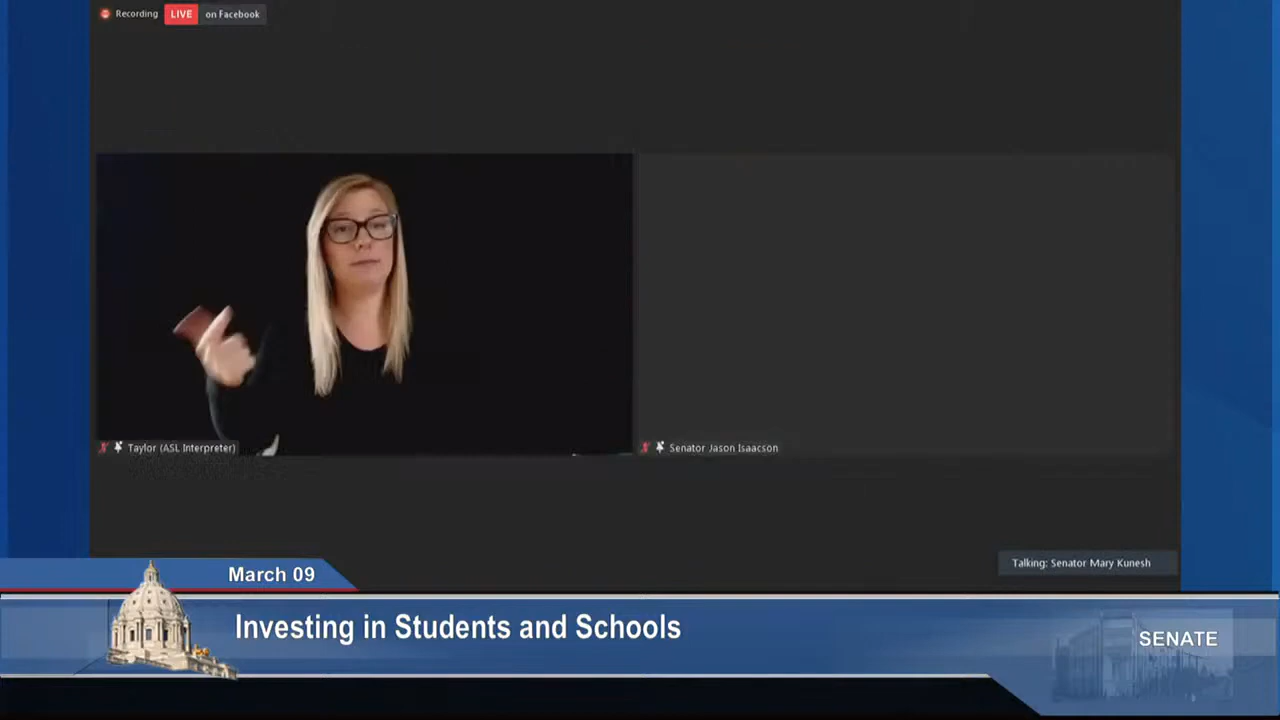 Recording LIVE on Facebook
Taylor (ASL Interpreter)
Senator Jason Isaacson
Talking: Senator Mary Kunesh
March 09
Investing in Students and Schools
SENATE